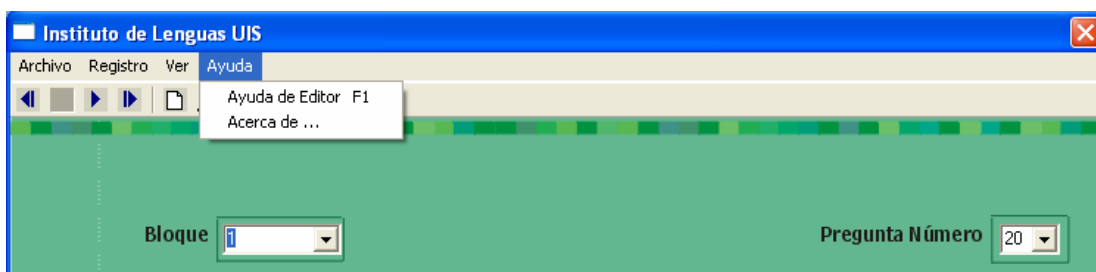 Instituto de Lenguas UIS
Archivo Registro Ver Ayuda
Ayuda de Editor F1
Acerca de ...
Bloque 1 Pregunta Número 20